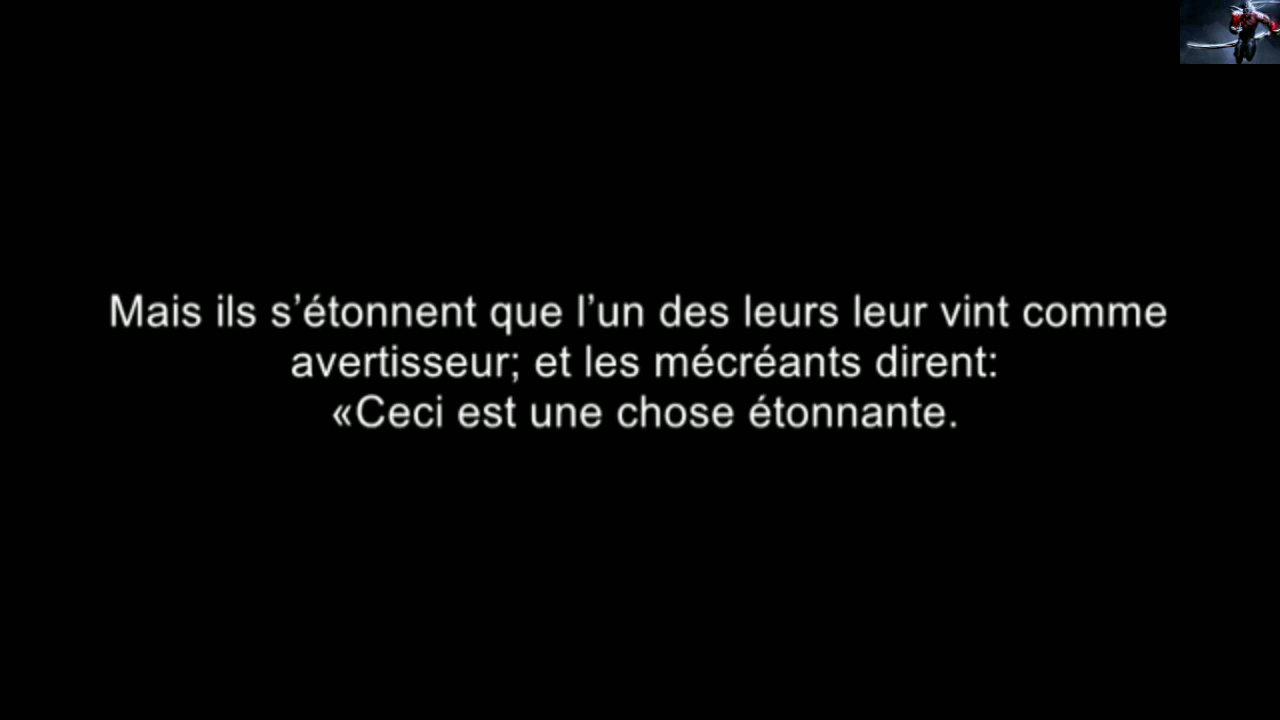 Mais ils s’étonnent que l’un des leurs leur vint comme
avertisseur; et les mécréants dirent:
«Ceci est une chose étonnante.